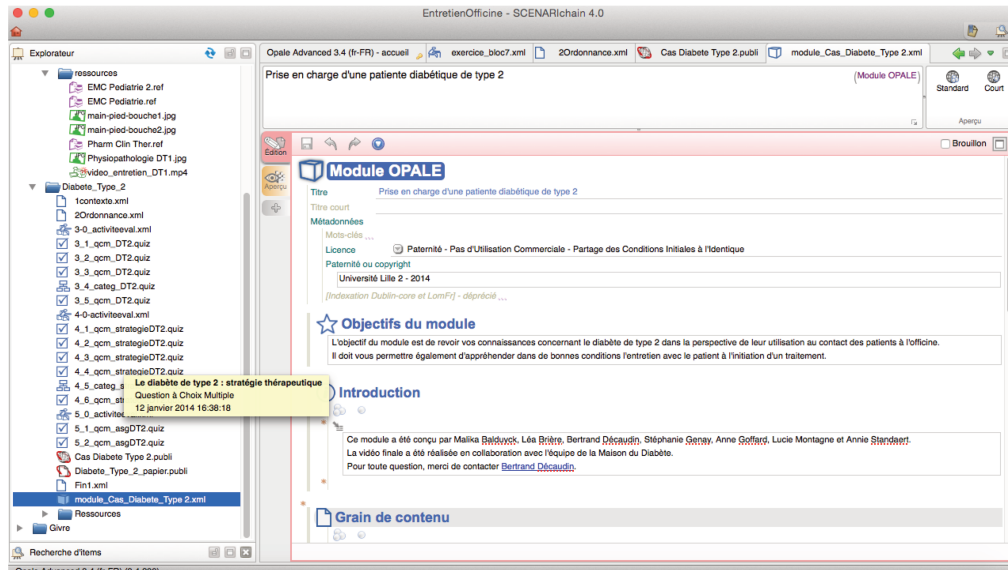 EntretienOfficine - SCENARIchain 4.0
Explorateur
Opale Advanced 3.4 (fr-FR) - accueil
exercice_bloc7.xml
2Ordonnance.xml
Cas Diabete Type 2.publi
module_Cas_Diabete_Type 2.xml
ressources
EMC Pediatrie 2.ref
EMC Pediatrie.ref
main-pied-bouche1.jpg
main-pied-bouche2.jpg
Pharm Clin Ther.ref
Physiopathologie DT1.jpg
video_entretien_DT1.mp4
Diabete_Type_2
1contexte.xml
2Ordonnance.xml
3-0_activiteeval.xml
3_1_qcm_DT2.quiz
3_2_qcm_DT2.quiz
3_3_qcm_DT2.quiz
3_4_categ_DT2.quiz
3_5_qcm_DT2.quiz
4-0-activiteeval.xml
4_1_qcm_strategieDT2.quiz
4_2_qcm_strategieDT2.quiz
4_3_qcm_strategieDT2.quiz
4_4_qcm_strategieDT2.quiz
4_5_categ_s
4_6_qcm_st
5_0_activitee
5_1_qcm_asgDT2.quiz
5_2_qcm_asgDT2.quiz
Cas Diabete Type 2.publi
Diabete_Type_2_papier.publi
Fin1.xml
module_Cas_Diabete_Type 2.xml
Ressources
Givre
Recherche d'items
Le diabète de type 2 : stratégie thérapeutique
Question à Choix Multiple
12 janvier 2014 16:38:18
Prise en charge d'une patiente diabétique de type 2
(Module OPALE)
Standard
Court
Aperçu
Édition
Aperçu
Brouillon
Module OPALE
Titre Prise en charge d'une patiente diabétique de type 2
Titre court
Métadonnées
Mots-clés ...
Licence Paternité - Pas d'Utilisation Commerciale - Partage des Conditions Initiales à l'Identique
Paternité ou copyright
Université Lille 2 - 2014
[Indexation Dublin-core et LomFr] - déprécié ...
Objectifs du module
L'objectif du module est de revoir vos connaissances concernant le diabète de type 2 dans la perspective de leur utilisation au contact des patients à l'officine.
Il doit vous permettre également d'appréhender dans de bonnes conditions l'entretien avec le patient à l'initiation d'un traitement.
Introduction
Ce module a été conçu par Malika Balduyck, Léa Brière, Bertrand Décaudin, Stéphanie Genay, Anne Goffard, Lucie Montagne et Annie Standaert.
La vidéo finale a été réalisée en collaboration avec l'équipe de la Maison du Diabète.
Pour toute question, merci de contacter Bertrand Décaudin.
Grain de contenu